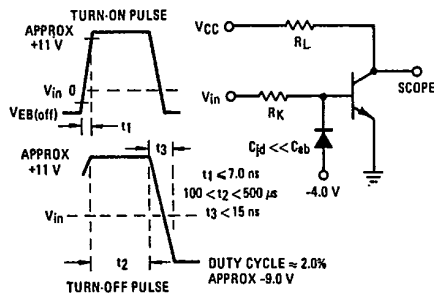 TURN-ON PULSE
APPROX
+11 V
Vin 0
VEB(off)
t1
VCC
RL
SCOPE
Vin
RK
Cjd << Ceb
-4.0 V
APPROX
+11 V
t3
Vin
t1 ≤ 7.0 ns
100 < t2 < 500 μs
t3 < 15 ns
t2
DUTY CYCLE ≈ 2.0%
APPROX -9.0 V
TURN-OFF PULSE